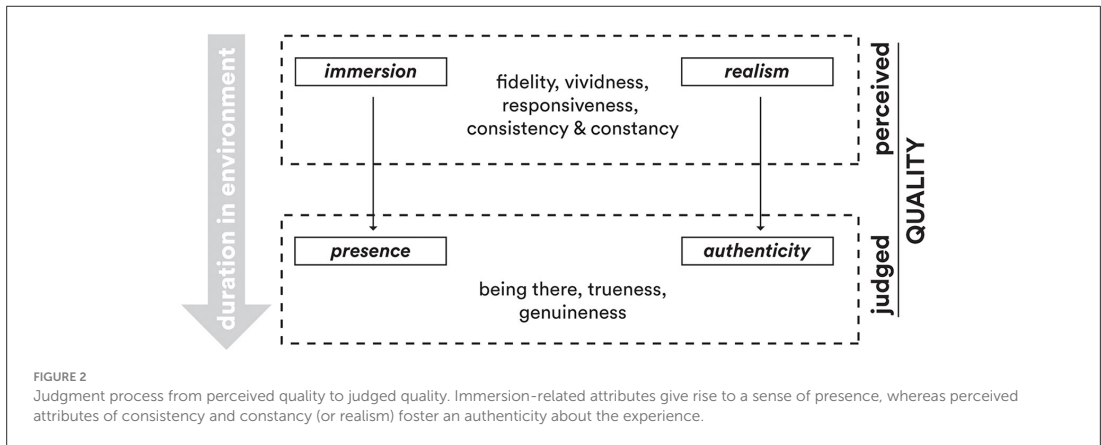 duration in environment
immersion
realism
fidelity, vividness,
responsiveness,
consistency & constancy
perceived
presence
authenticity
being there, trueness,
genuineness
judged
QUALITY
FIGURE 2
Judgment process from perceived quality to judged quality. Immersion-related attributes give rise to a sense of presence, whereas perceived
attributes of consistency and constancy (or realism) foster an authenticity about the experience.